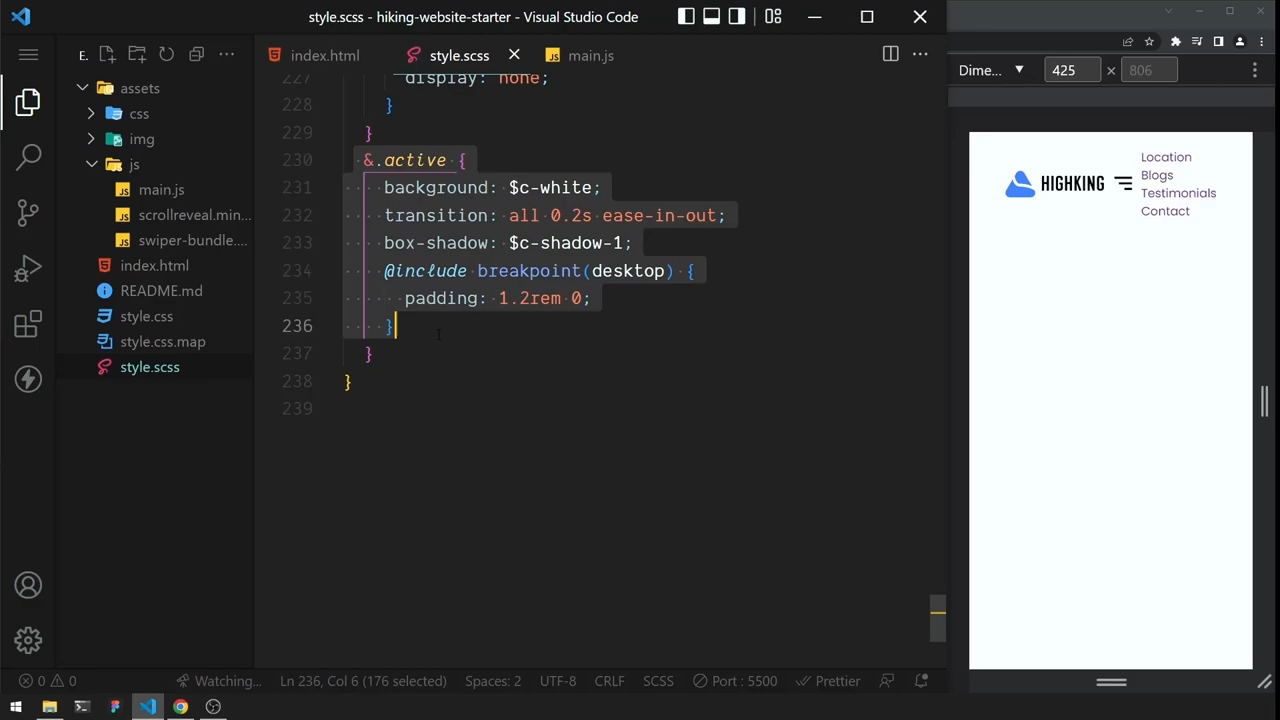 style.scss - hiking-website-starter - Visual Studio Code
E.
index.html
style.scss
main.js
assets
css
img
js
main.js
scrollreveal.min...
swiper-bundle....
index.html
README.md
style.css
style.css.map
style.scss
227 display: none;
228 }
229 }
230 &.active {
231 background: $c-white;
232 transition: all 0.2s ease-in-out;
233 box-shadow: $c-shadow-1;
234 @include breakpoint(desktop) {
235 padding: 1.2rem 0;
236 }
237 }
238 }
239
Dime... ▼ 425 × 806
HIGHKING
Location
Blogs
Testimonials
Contact
0 0 Watching... Ln 236, Col 6 (176 selected) Spaces: 2 UTF-8 CRLF SCSS Port : 5500 Prettier